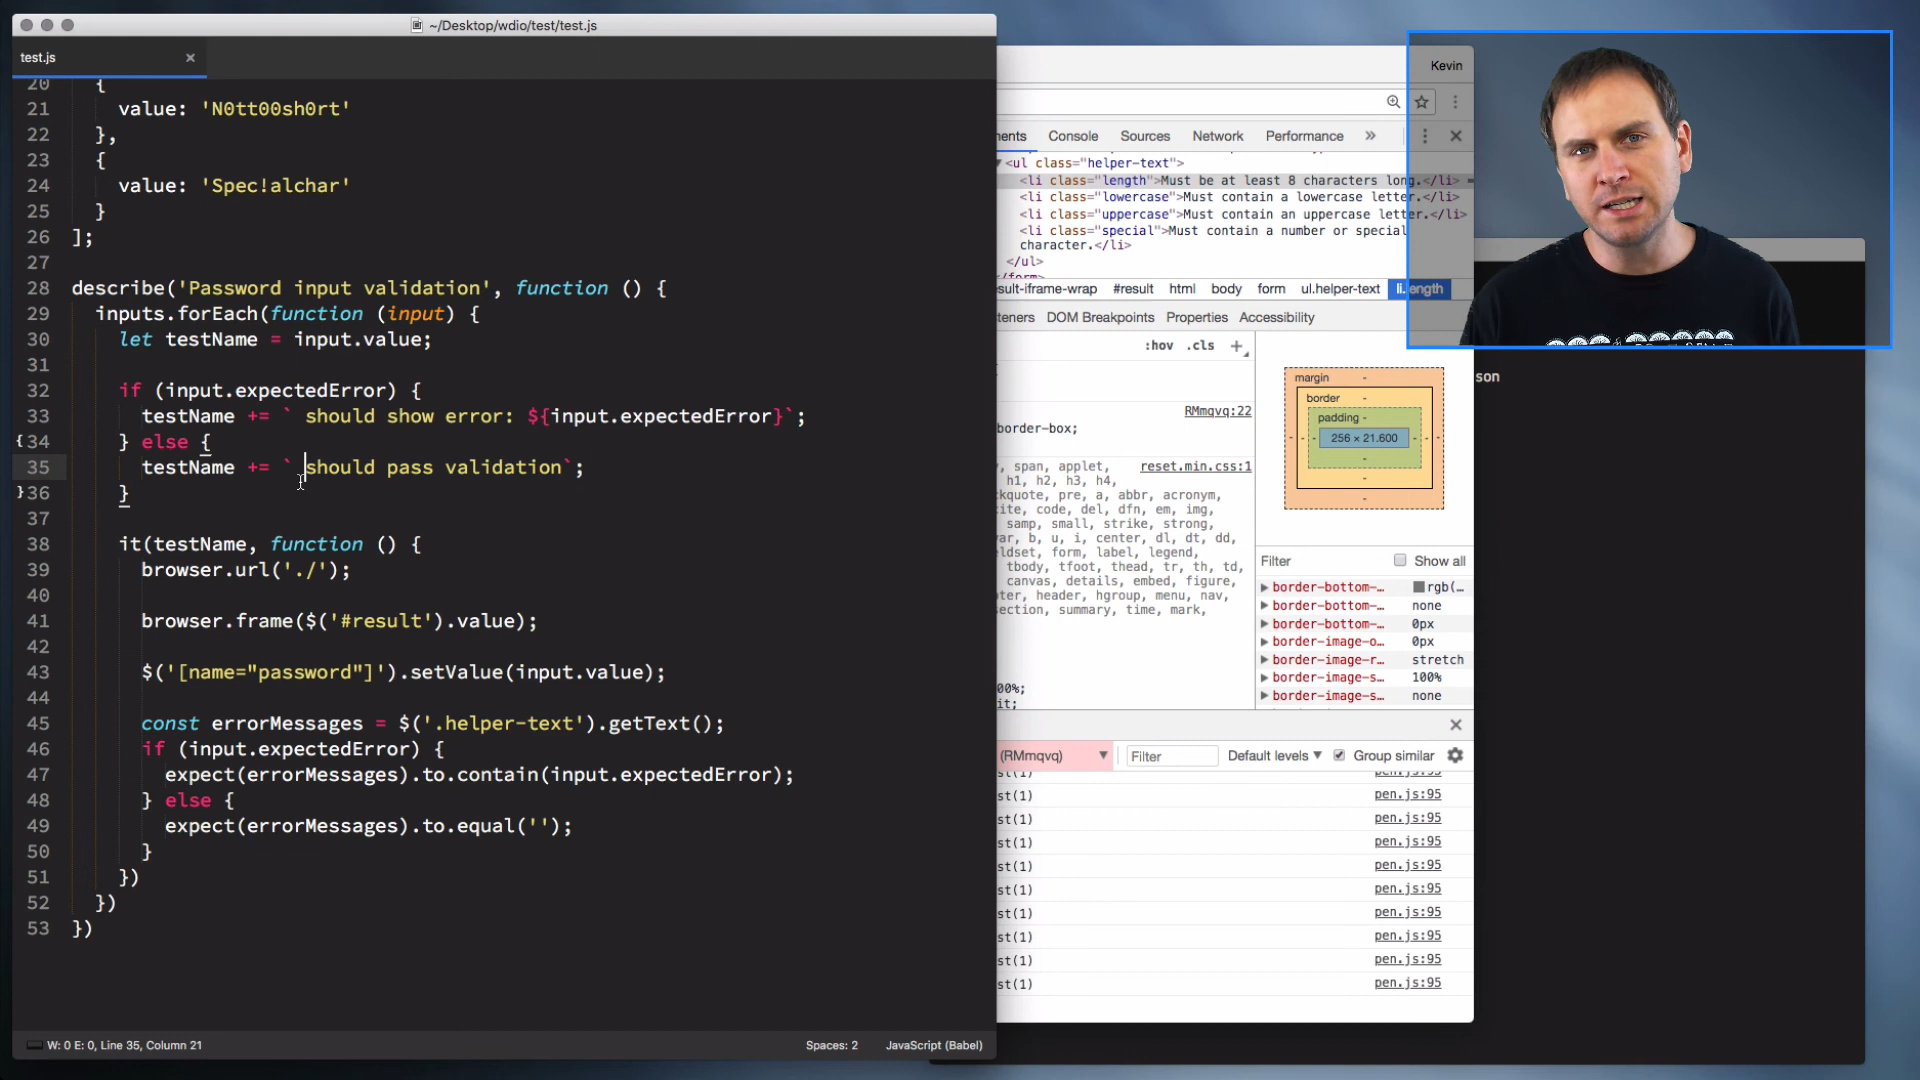 ~/Desktop/wdio/test/test.js
test.js
20 {
21 value: 'N0tt00sh0rt'
22 },
23 {
24 value: 'Spec!alchar'
25 }
26 ];
27
28 describe('Password input validation', function () {
29 inputs.forEach(function (input) {
30 let testName = input.value;
31
32 if (input.expectedError) {
33 testName += ` should show error: ${input.expectedError}`;
{34 } else {
35 testName += ` should pass validation`;
}36 }
37
38 it(testName, function () {
39 browser.url('./');
40
41 browser.frame($('#result').value);
42
43 $('[name="password"]').setValue(input.value);
44
45 const errorMessages = $('.helper-text').getText();
46 if (input.expectedError) {
47 expect(errorMessages).to.contain(input.expectedError);
48 } else {
49 expect(errorMessages).to.equal('');
50 }
51 })
52 })
53 })
W: 0 E: 0, Line 35, Column 21
Spaces: 2 JavaScript (Babel)
Kevin
ments Console Sources Network Performance »
<ul class="helper-text">
<li class="length">Must be at least 8 characters long.</li>
<li class="lowercase">Must contain a lowercase letter.</li>
<li class="uppercase">Must contain an uppercase letter.</li>
<li class="special">Must contain a number or special
character.</li>
</ul>
</form>
esult-iframe-wrap #result html body form ul.helper-text li.length
teners DOM Breakpoints Properties Accessibility
:hov .cls +
RMmqvq:22
border-box;
, span, applet, reset.min.css:1
h1, h2, h3, h4,
ckquote, pre, a, abbr, acronym,
cite, code, del, dfn, em, img,
samp, small, strike, strong,
var, b, u, i, center, dl, dt, dd,
eldset, form, label, legend,
tbody, tfoot, thead, tr, th, td,
canvas, details, embed, figure,
oter, header, hgroup, menu, nav,
section, summary, time, mark,
00%;
it;
margin -
border -
padding -
256 × 21.600
son
Filter Show all
border-bottom-… rgb(…
border-bottom-… none
border-bottom-… 0px
border-image-o… 0px
border-image-r… stretch
border-image-s… 100%
border-image-s… none
(RMmqvq) Filter Default levels Group similar
st(1) pen.js:95
st(1) pen.js:95
st(1) pen.js:95
st(1) pen.js:95
st(1) pen.js:95
st(1) pen.js:95
st(1) pen.js:95
st(1) pen.js:95
st(1) pen.js:95
st(1) pen.js:95